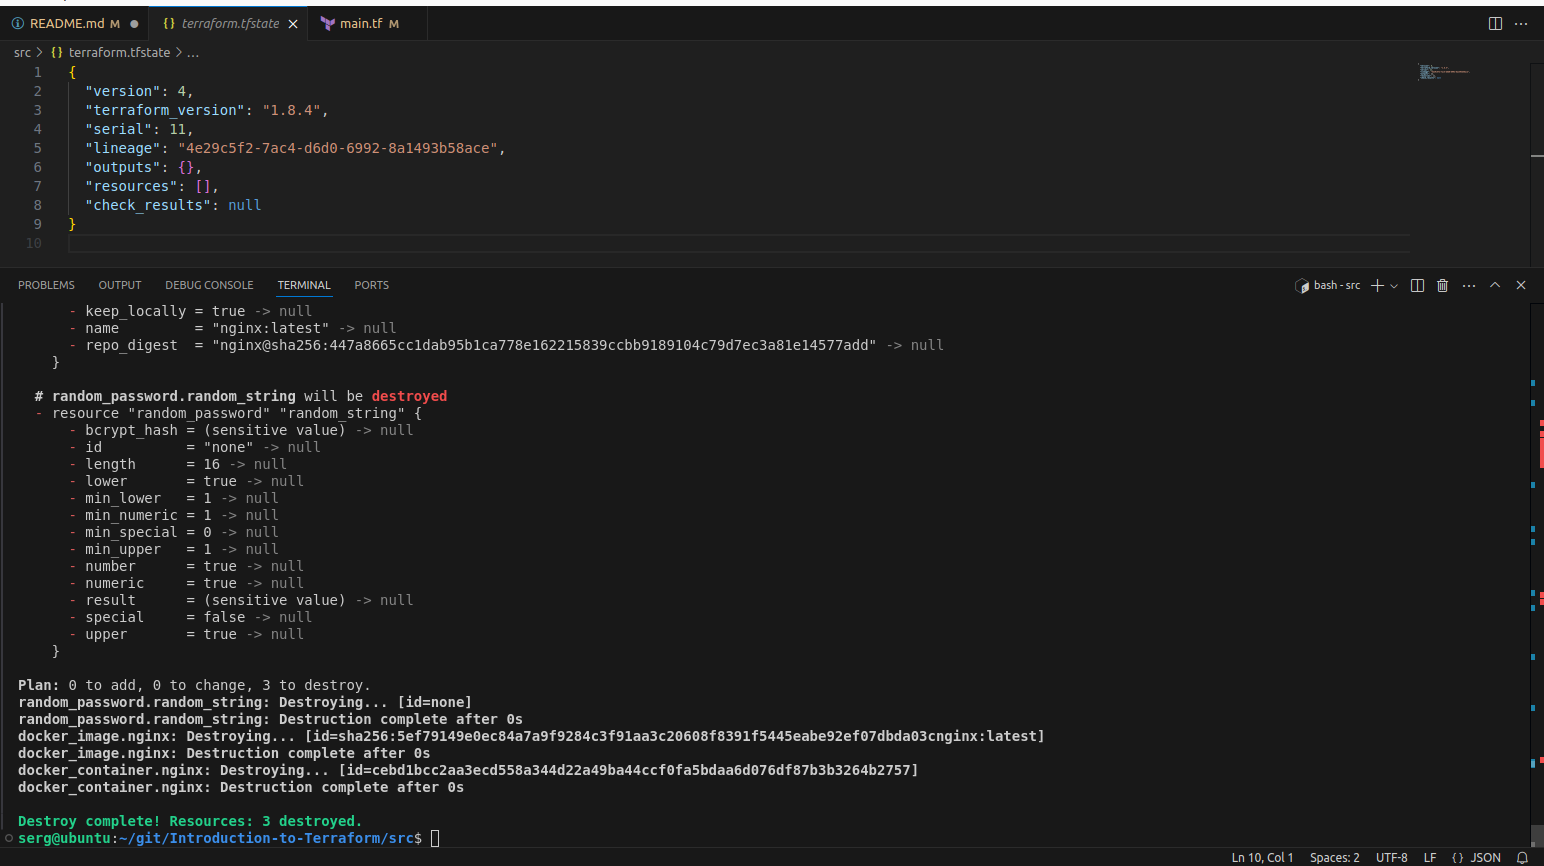 README.md M
terraform.tfstate
main.tf M
src > {} terraform.tfstate > ...
1 {
2 "version": 4,
3 "terraform_version": "1.8.4",
4 "serial": 11,
5 "lineage": "4e29c5f2-7ac4-d6d0-6992-8a1493b58ace",
6 "outputs": {},
7 "resources": [],
8 "check_results": null
9 }
10
PROBLEMS OUTPUT DEBUG CONSOLE TERMINAL PORTS
bash - src
- keep_locally = true -> null
- name = "nginx:latest" -> null
- repo_digest = "nginx@sha256:447a8665cc1dab95b1ca778e162215839ccbb9189104c79d7ec3a81e14577add" -> null
}
# random_password.random_string will be destroyed
- resource "random_password" "random_string" {
- bcrypt_hash = (sensitive value) -> null
- id = "none" -> null
- length = 16 -> null
- lower = true -> null
- min_lower = 1 -> null
- min_numeric = 1 -> null
- min_special = 0 -> null
- min_upper = 1 -> null
- number = true -> null
- numeric = true -> null
- result = (sensitive value) -> null
- special = false -> null
- upper = true -> null
}
Plan: 0 to add, 0 to change, 3 to destroy.
random_password.random_string: Destroying... [id=none]
random_password.random_string: Destruction complete after 0s
docker_image.nginx: Destroying... [id=sha256:5ef79149e0ec84a7a9f9284c3f91aa3c20608f8391f5445eabe92ef07dbda03cnginx:latest]
docker_image.nginx: Destruction complete after 0s
docker_container.nginx: Destroying... [id=cebd1bcc2aa3ecd558a344d22a49ba44ccf0fa5bdaa6d076df87b3b3264b2757]
docker_container.nginx: Destruction complete after 0s
Destroy complete! Resources: 3 destroyed.
serg@ubuntu:~/git/Introduction-to-Terraform/src$
Ln 10, Col 1 Spaces: 2 UTF-8 LF {} JSON